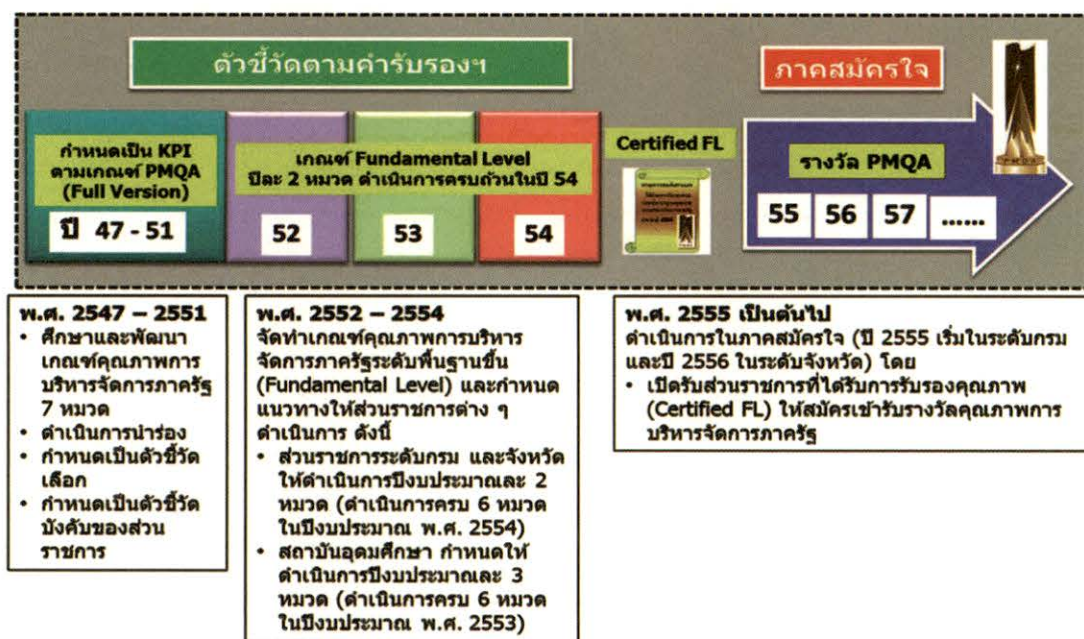 ตัวชี้วัดตามคำรับรองฯ
ภาคสมัครใจ
กำหนดเป็น KPI
ตามเกณฑ์ PMQA
(Full Version)
ปี 47 - 51
เกณฑ์ Fundamental Level
ปีละ 2 หมวด ดำเนินการครบถ้วนในปี 54
52
53
54
Certified FL
รางวัล PMQA
55
56
57
......
พ.ศ. 2547 – 2551
• ศึกษาและพัฒนา
เกณฑ์คุณภาพการ
บริหารจัดการภาครัฐ
7 หมวด
• ดำเนินการนำร่อง
• กำหนดเป็นตัวชี้วัด
เลือก
• กำหนดเป็นตัวชี้วัด
บังคับของส่วน
ราชการ
พ.ศ. 2552 – 2554
จัดทำเกณฑ์คุณภาพการบริหาร
จัดการภาครัฐระดับพื้นฐานขึ้น
(Fundamental Level) และกำหนด
แนวทางให้ส่วนราชการต่าง ๆ
ดำเนินการ ดังนี้
• ส่วนราชการระดับกรม และจังหวัด
ให้ดำเนินการปีงบประมาณละ 2
หมวด (ดำเนินการครบ 6 หมวด
ในปีงบประมาณ พ.ศ. 2554)
• สถาบันอุดมศึกษา กำหนดให้
ดำเนินการปีงบประมาณละ 3
หมวด (ดำเนินการครบ 6 หมวด
ในปีงบประมาณ พ.ศ. 2553)
พ.ศ. 2555 เป็นต้นไป
ดำเนินการในภาคสมัครใจ (ปี 2555 เริ่มในระดับกรม
และปี 2556 ในระดับจังหวัด) โดย
• เปิดรับส่วนราชการที่ได้รับการรับรองคุณภาพ
(Certified FL) ให้สมัครเข้ารับรางวัลคุณภาพการ
บริหารจัดการภาครัฐ